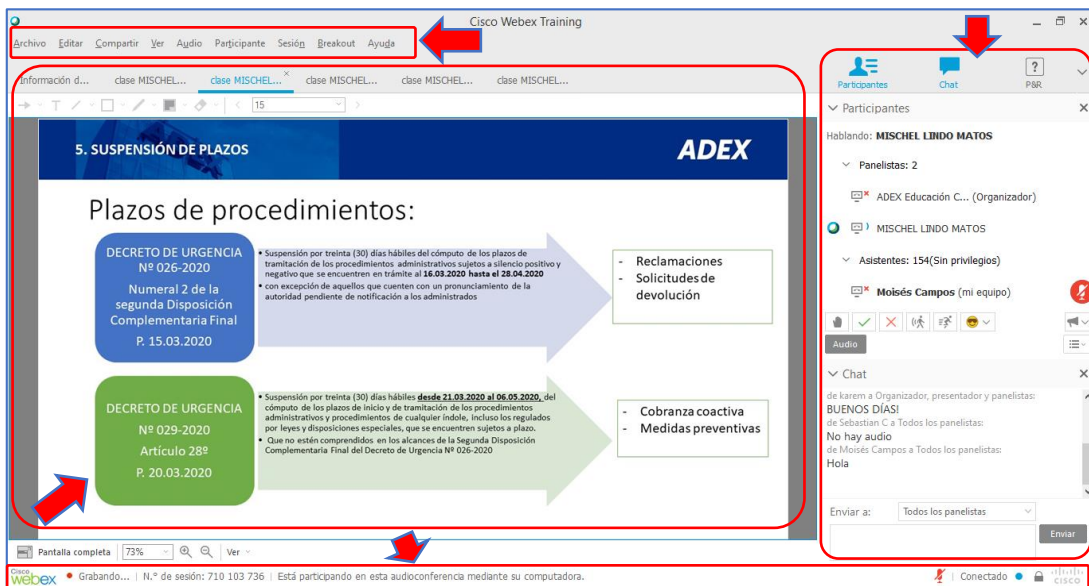 Cisco Webex Training
Archivo Editar Compartir Ver Audio Participante Sesión Breakout Ayuda
Información d... clase MISCHEL... clase MISCHEL... clase MISCHEL... clase MISCHEL... clase MISCHEL...
15
5. SUSPENSIÓN DE PLAZOS
ADEX
Plazos de procedimientos:
DECRETO DE URGENCIA
Nº 026-2020
Numeral 2 de la
segunda Disposición
Complementaria Final
P. 15.03.2020
• Suspensión por treinta (30) días hábiles del cómputo de los plazos de
tramitación de los procedimientos administrativos sujetos a silencio positivo y
negativo que se encuentren en trámite al 16.03.2020 hasta el 28.04.2020
• con excepción de aquellos que cuenten con un pronunciamiento de la
autoridad pendiente de notificación a los administrados
- Reclamaciones
- Solicitudes de
devolución
DECRETO DE URGENCIA
Nº 029-2020
Artículo 28º
P. 20.03.2020
• Suspensión por treinta (30) días hábiles desde 21.03.2020 al 06.05.2020, del
cómputo de los plazos de inicio y de tramitación de los procedimientos
administrativos y procedimientos de cualquier índole, incluso los regulados
por leyes y disposiciones especiales, que se encuentren sujetos a plazo.
• Que no estén comprendidos en los alcances de la Segunda Disposición
Complementaria Final del Decreto de Urgencia Nº 026-2020
- Cobranza coactiva
- Medidas preventivas
Pantalla completa 73% Ver
Participantes Chat P&R
Participantes
Hablando: MISCHEL LINDO MATOS
Panelistas: 2
ADEX Educación C... (Organizador)
MISCHEL LINDO MATOS
Asistentes: 154(Sin privilegios)
Moisés Campos (mi equipo)
Audio
Chat
de karem a Organizador, presentador y panelistas:
BUENOS DÍAS!
de Sebastian C a Todos los panelistas:
No hay audio
de Moisés Campos a Todos los panelistas:
Hola
Enviar a: Todos los panelistas
Enviar
Cisco webex Grabando... | N.° de sesión: 710 103 736 | Está participando en esta audioconferencia mediante su computadora. Conectado CISCO